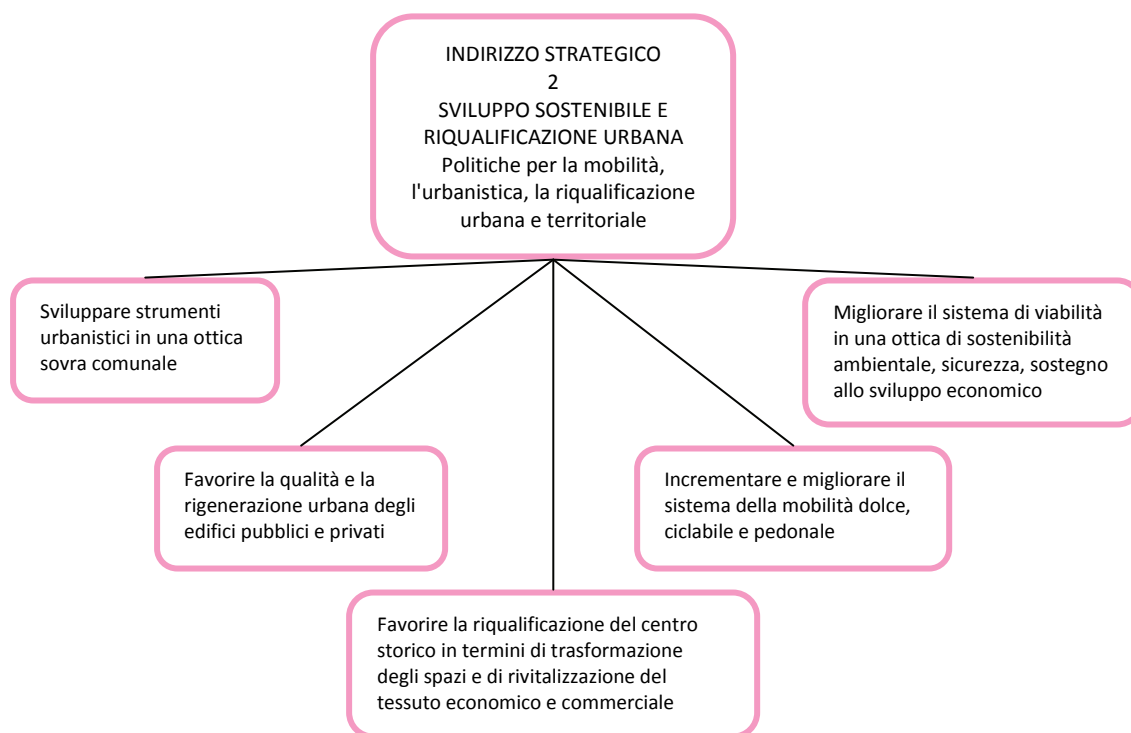 INDIRIZZO STRATEGICO
2
SVILUPPO SOSTENIBILE E
RIQUALIFICAZIONE URBANA
Politiche per la mobilità,
l'urbanistica, la riqualificazione
urbana e territoriale
Sviluppare strumenti
urbanistici in una ottica
sovra comunale
Migliorare il sistema di viabilità
in una ottica di sostenibilità
ambientale, sicurezza, sostegno
allo sviluppo economico
Favorire la qualità e la
rigenerazione urbana degli
edifici pubblici e privati
Incrementare e migliorare il
sistema della mobilità dolce,
ciclabile e pedonale
Favorire la riqualificazione del centro
storico in termini di trasformazione
degli spazi e di rivitalizzazione del
tessuto economico e commerciale